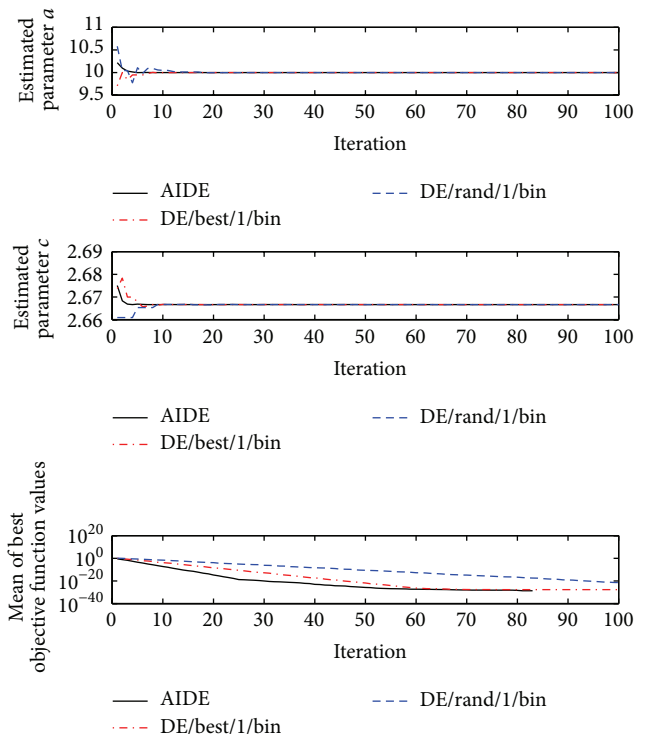 Estimated
parameter a
11
10.5
10
9.5
0 10 20 30 40 50 60 70 80 90 100
Iteration
AIDE
DE/rand/1/bin
DE/best/1/bin
Estimated
parameter c
2.69
2.68
2.67
2.66
0 10 20 30 40 50 60 70 80 90 100
Iteration
AIDE
DE/rand/1/bin
DE/best/1/bin
Mean of best
objective function values
10^20
10^0
10^−20
10^−40
0 10 20 30 40 50 60 70 80 90 100
Iteration
AIDE
DE/rand/1/bin
DE/best/1/bin